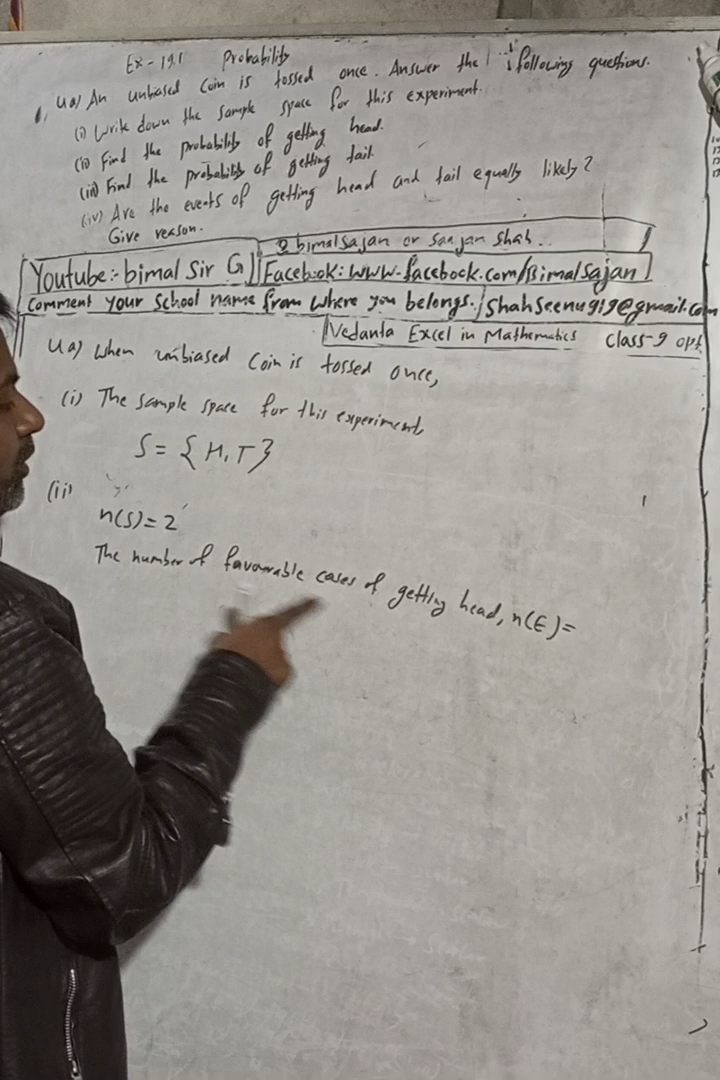 Ex-19.1 Probability
4a) An unbiased coin is tossed once. Answer the following questions.
(i) Write down the sample space for this experiment.
(ii) Find the probability of getting head.
(iii) Find the probability of getting tail.
(iv) Are the events of getting head and tail equally likely?
Give reason.
bimalsajan or sanjan shah..
Youtube:- bimal Sir G
Facebook: www.facebook.com/Bimalsajan
Comment your School name from where you belongs.
Shahseenu919@gmail.com
Vedanta Excel in Mathematics Class-9 opt
4a) When unbiased Coin is tossed once,
(i) The sample space for this experiment,
S = {H, T}
(ii)
n(S) = 2
The number of favourable cases of getting head, n(E) =